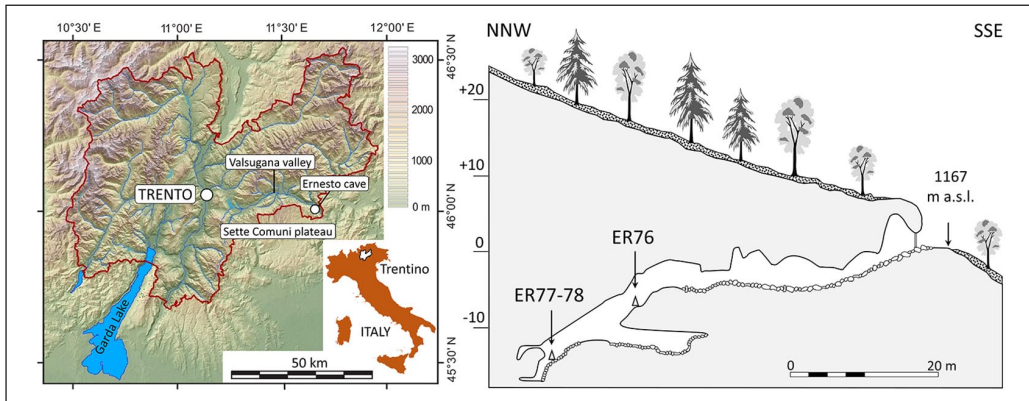 10°30' E
11°00' E
11°30' E
12°00' E
46°30' N
46°00' N
45°30' N
3000
2000
1000
0 m
Valsugana valley
Ernesto cave
TRENTO
Sette Comuni plateau
Trentino
Garda Lake
ITALY
50 km
NNW
SSE
+20
+10
0
-10
1167
m a.s.l.
ER76
ER77-78
0
20 m